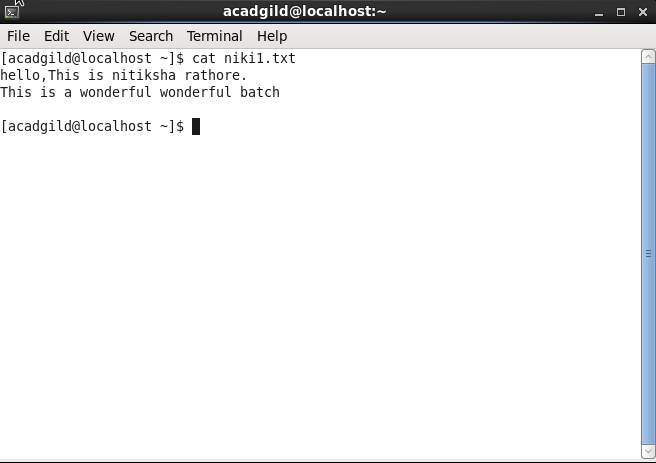 acadgild@localhost:~
File Edit View Search Terminal Help
[acadgild@localhost ~]$ cat niki1.txt
hello,This is nitiksha rathore.
This is a wonderful wonderful batch
[acadgild@localhost ~]$